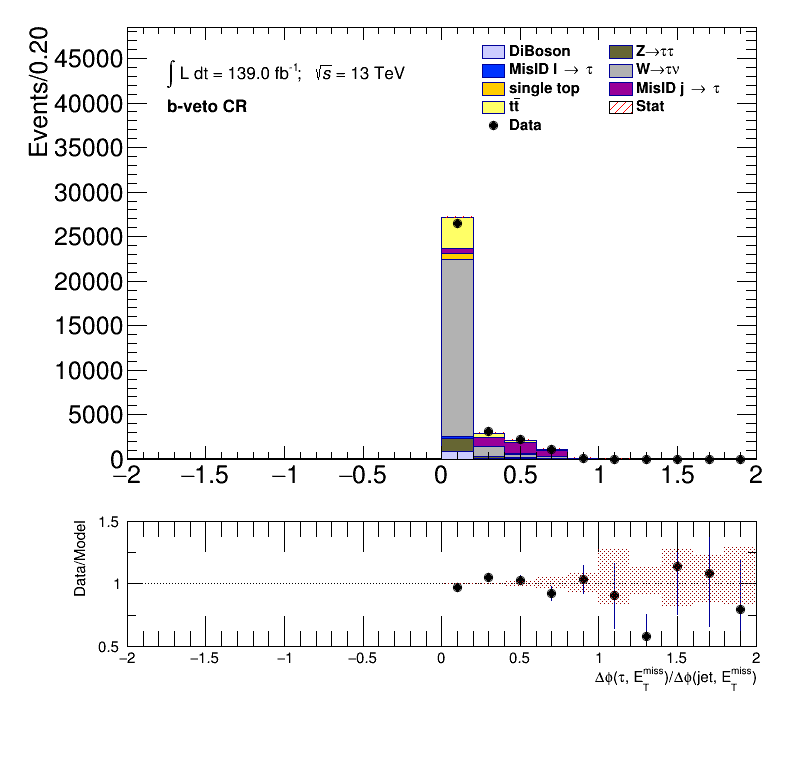 Events/0.20
45000
40000
35000
30000
25000
20000
15000
10000
5000
0
∫ L dt = 139.0 fb⁻¹; √s = 13 TeV
b-veto CR
DiBoson
MisID l → τ
single top
tt̄
Data
Z→ττ
W→τν
MisID j → τ
Stat
−2 −1.5 −1 −0.5 0 0.5 1 1.5 2
Data/Model
1.5
1
0.5
−2 −1.5 −1 −0.5 0 0.5 1 1.5 2
Δϕ(τ, E_T^miss)/Δϕ(jet, E_T^miss)